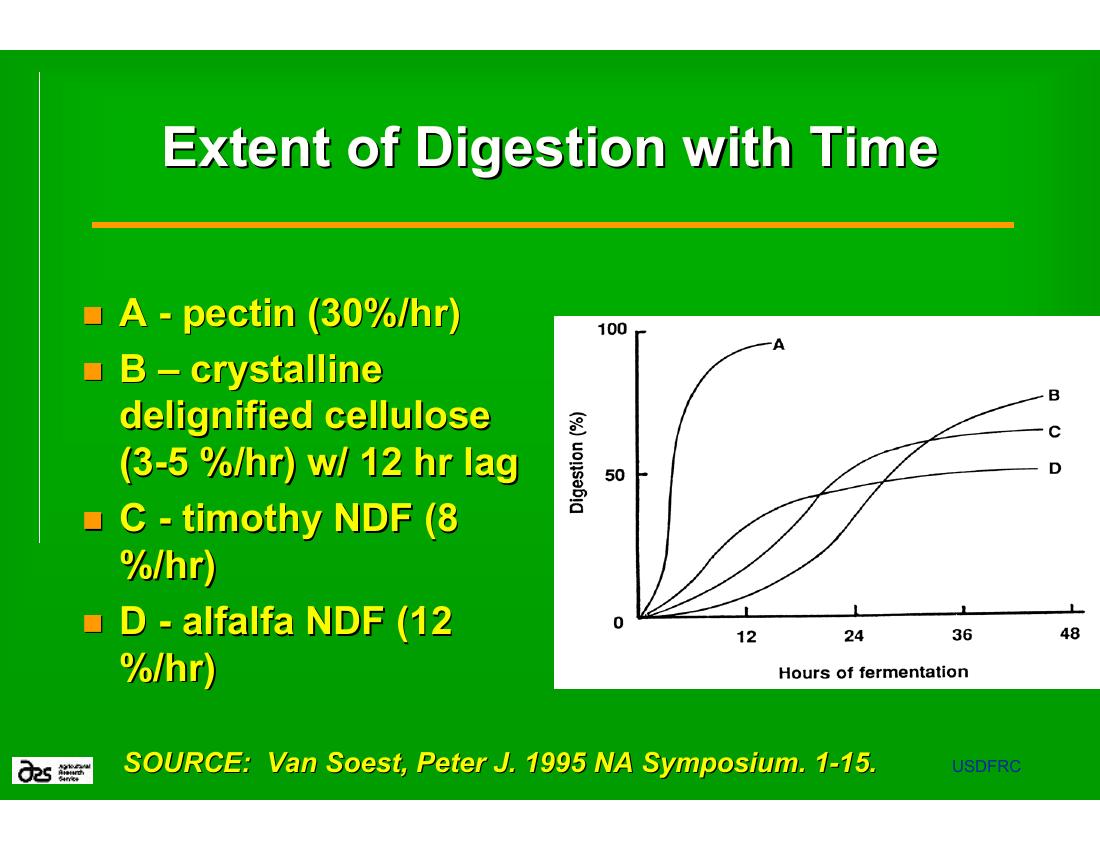 Extent of Digestion with Time
■ A - pectin (30%/hr)
■ B – crystalline
delignified cellulose
(3-5 %/hr) w/ 12 hr lag
■ C - timothy NDF (8
%/hr)
■ D - alfalfa NDF (12
%/hr)
100
50
0
Digestion (%)
A
B
C
D
12 24 36 48
Hours of fermentation
ars Agricultural
Research
Service
SOURCE: Van Soest, Peter J. 1995 NA Symposium. 1-15.
USDFRC